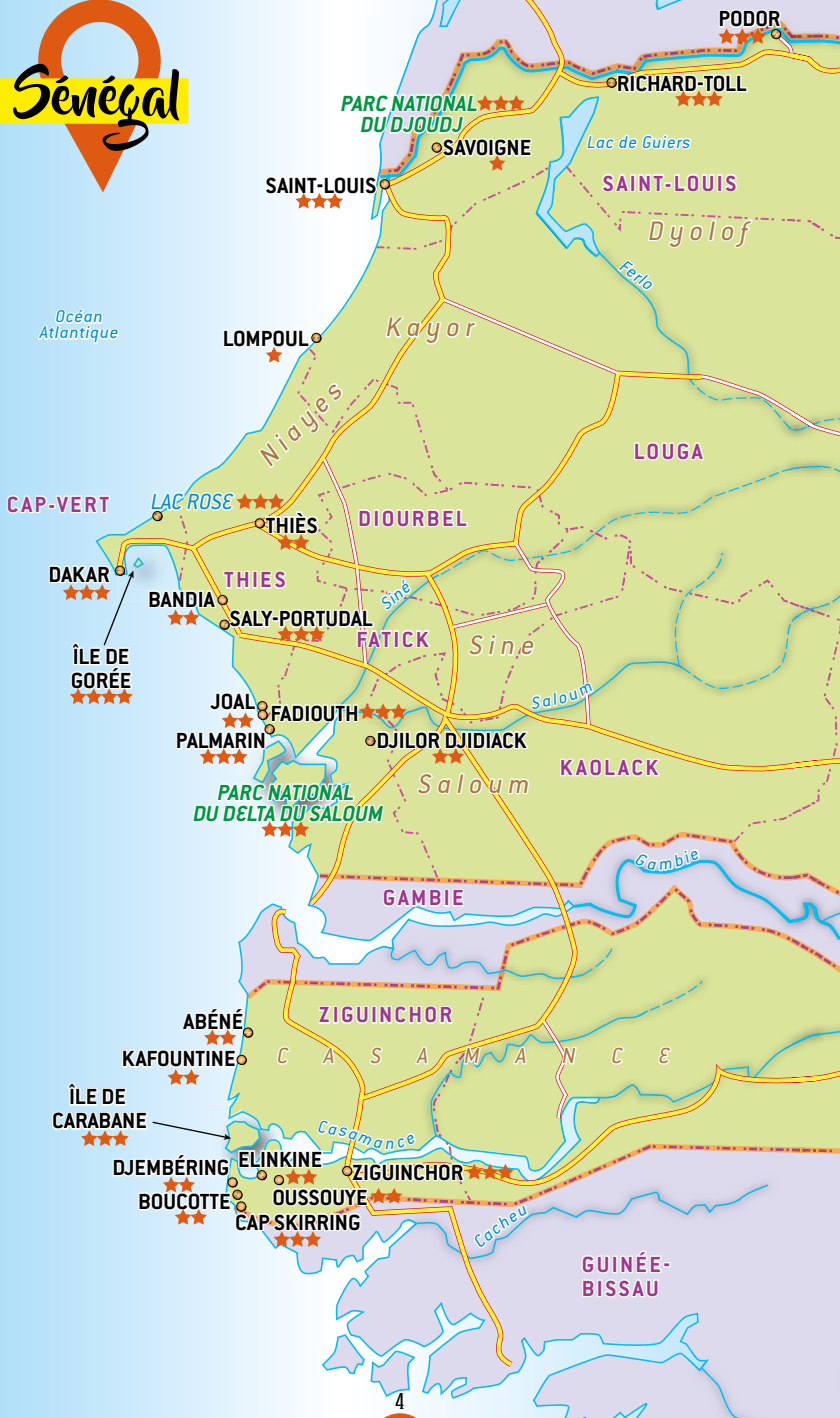 Sénégal
PODOR
RICHARD-TOLL
PARC NATIONAL
DU DJOUDJ
SAVOIGNE
Lac de Guiers
SAINT-LOUIS
SAINT-LOUIS
Dyolof
Ferlo
Océan
Atlantique
Kayor
LOMPOUL
Niayes
LOUGA
CAP-VERT
LAC ROSE
DIOURBEL
THIÈS
DAKAR
THIES
BANDIA
Siné
SALY-PORTUDAL
FATICK
Sine
ÎLE DE
GORÉE
Saloum
JOAL
FADIOUTH
PALMARIN
DJILOR DJIDIACK
KAOLACK
Saloum
PARC NATIONAL
DU DELTA DU SALOUM
Gambie
GAMBIE
ZIGUINCHOR
ABÉNÉ
KAFOUNTINE
CASAMANCE
ÎLE DE
CARABANE
Casamance
ELINKINE
DJEMBÉRING
ZIGUINCHOR
BOUCOTTE
OUSSOUYE
CAP SKIRRING
Cacheu
GUINÉE-
BISSAU
4